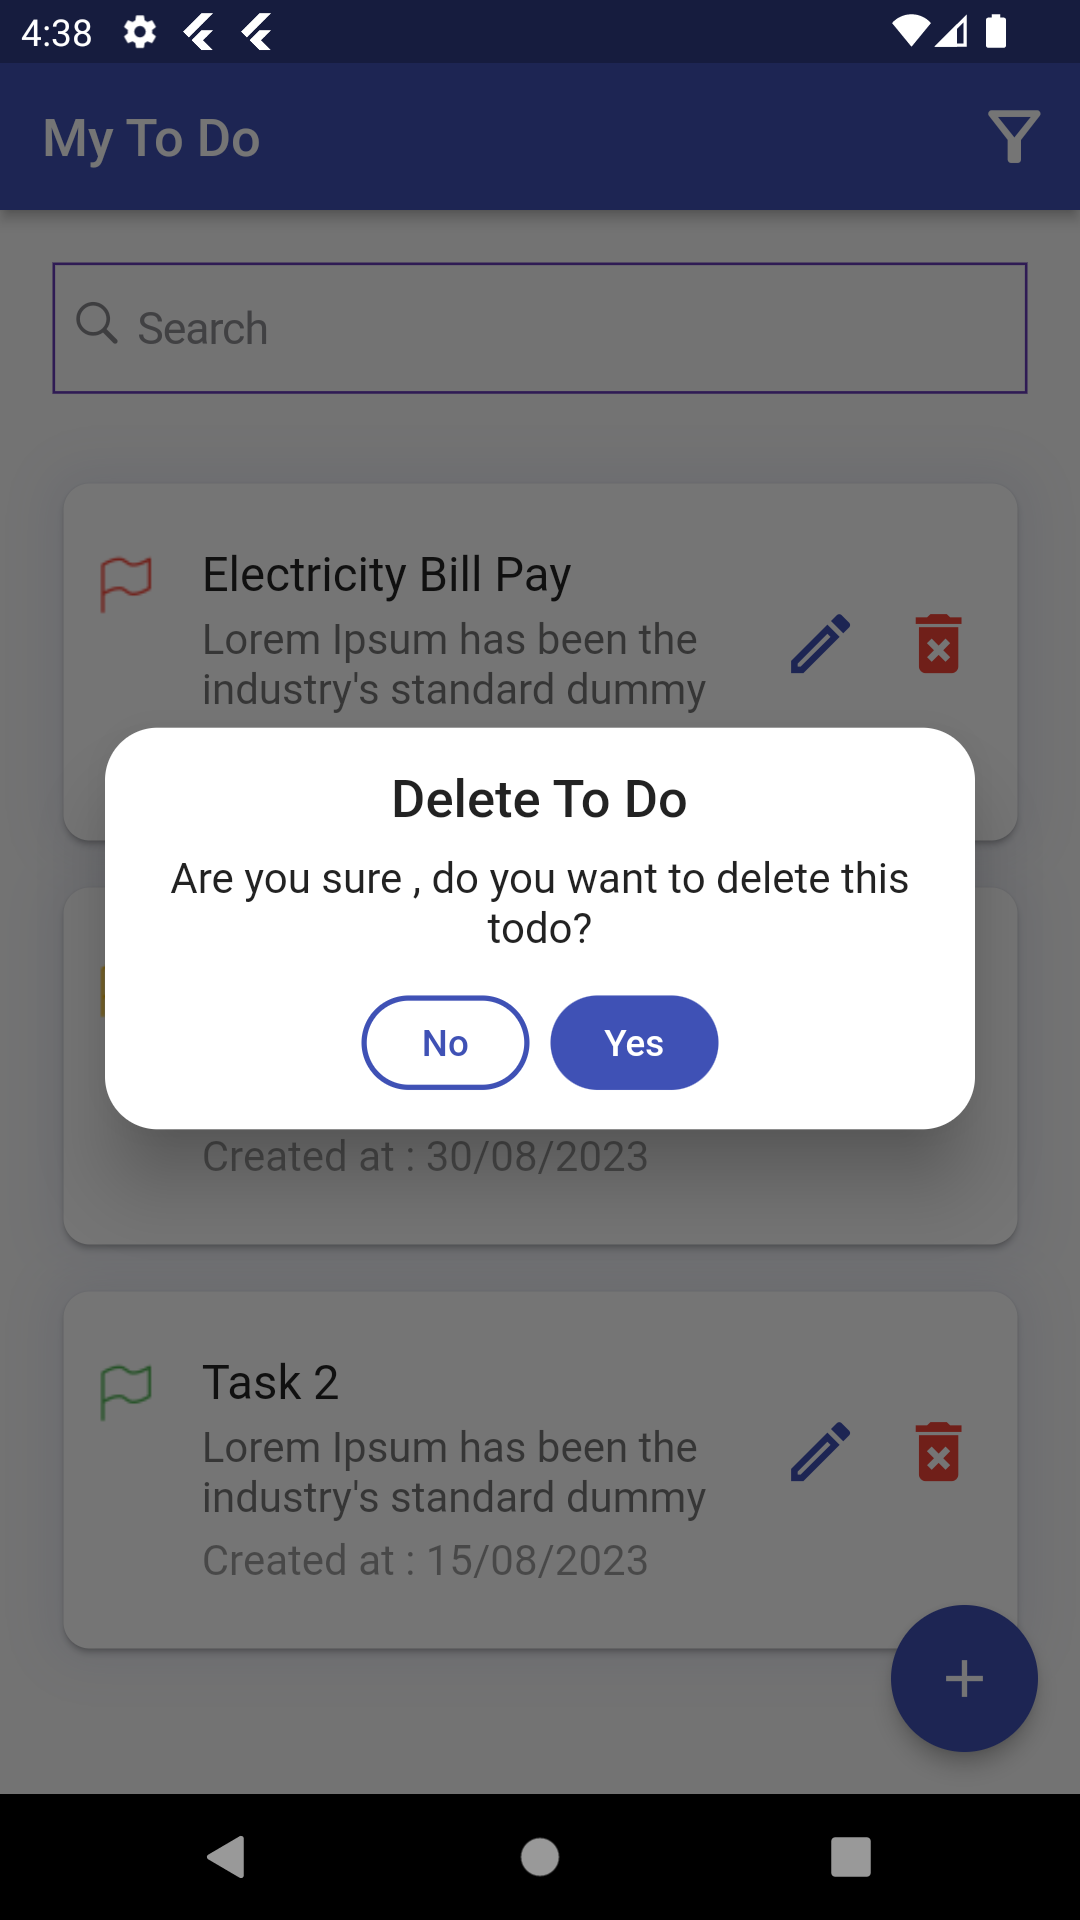 4:38
My To Do
Search
Electricity Bill Pay
Lorem Ipsum has been the
industry's standard dummy
Delete To Do
Are you sure , do you want to delete this
todo?
No
Yes
Created at : 30/08/2023
Task 2
Lorem Ipsum has been the
industry's standard dummy
Created at : 15/08/2023